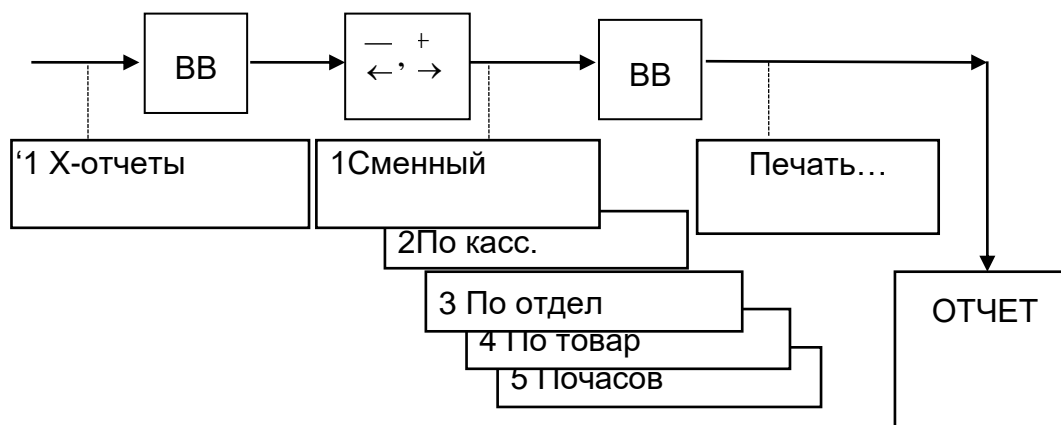 ВВ
— +
←, →
ВВ
‘1 Х-отчеты
1Сменный
Печать…
2По касс.
3 По отдел
4 По товар
5 Почасов
ОТЧЕТ